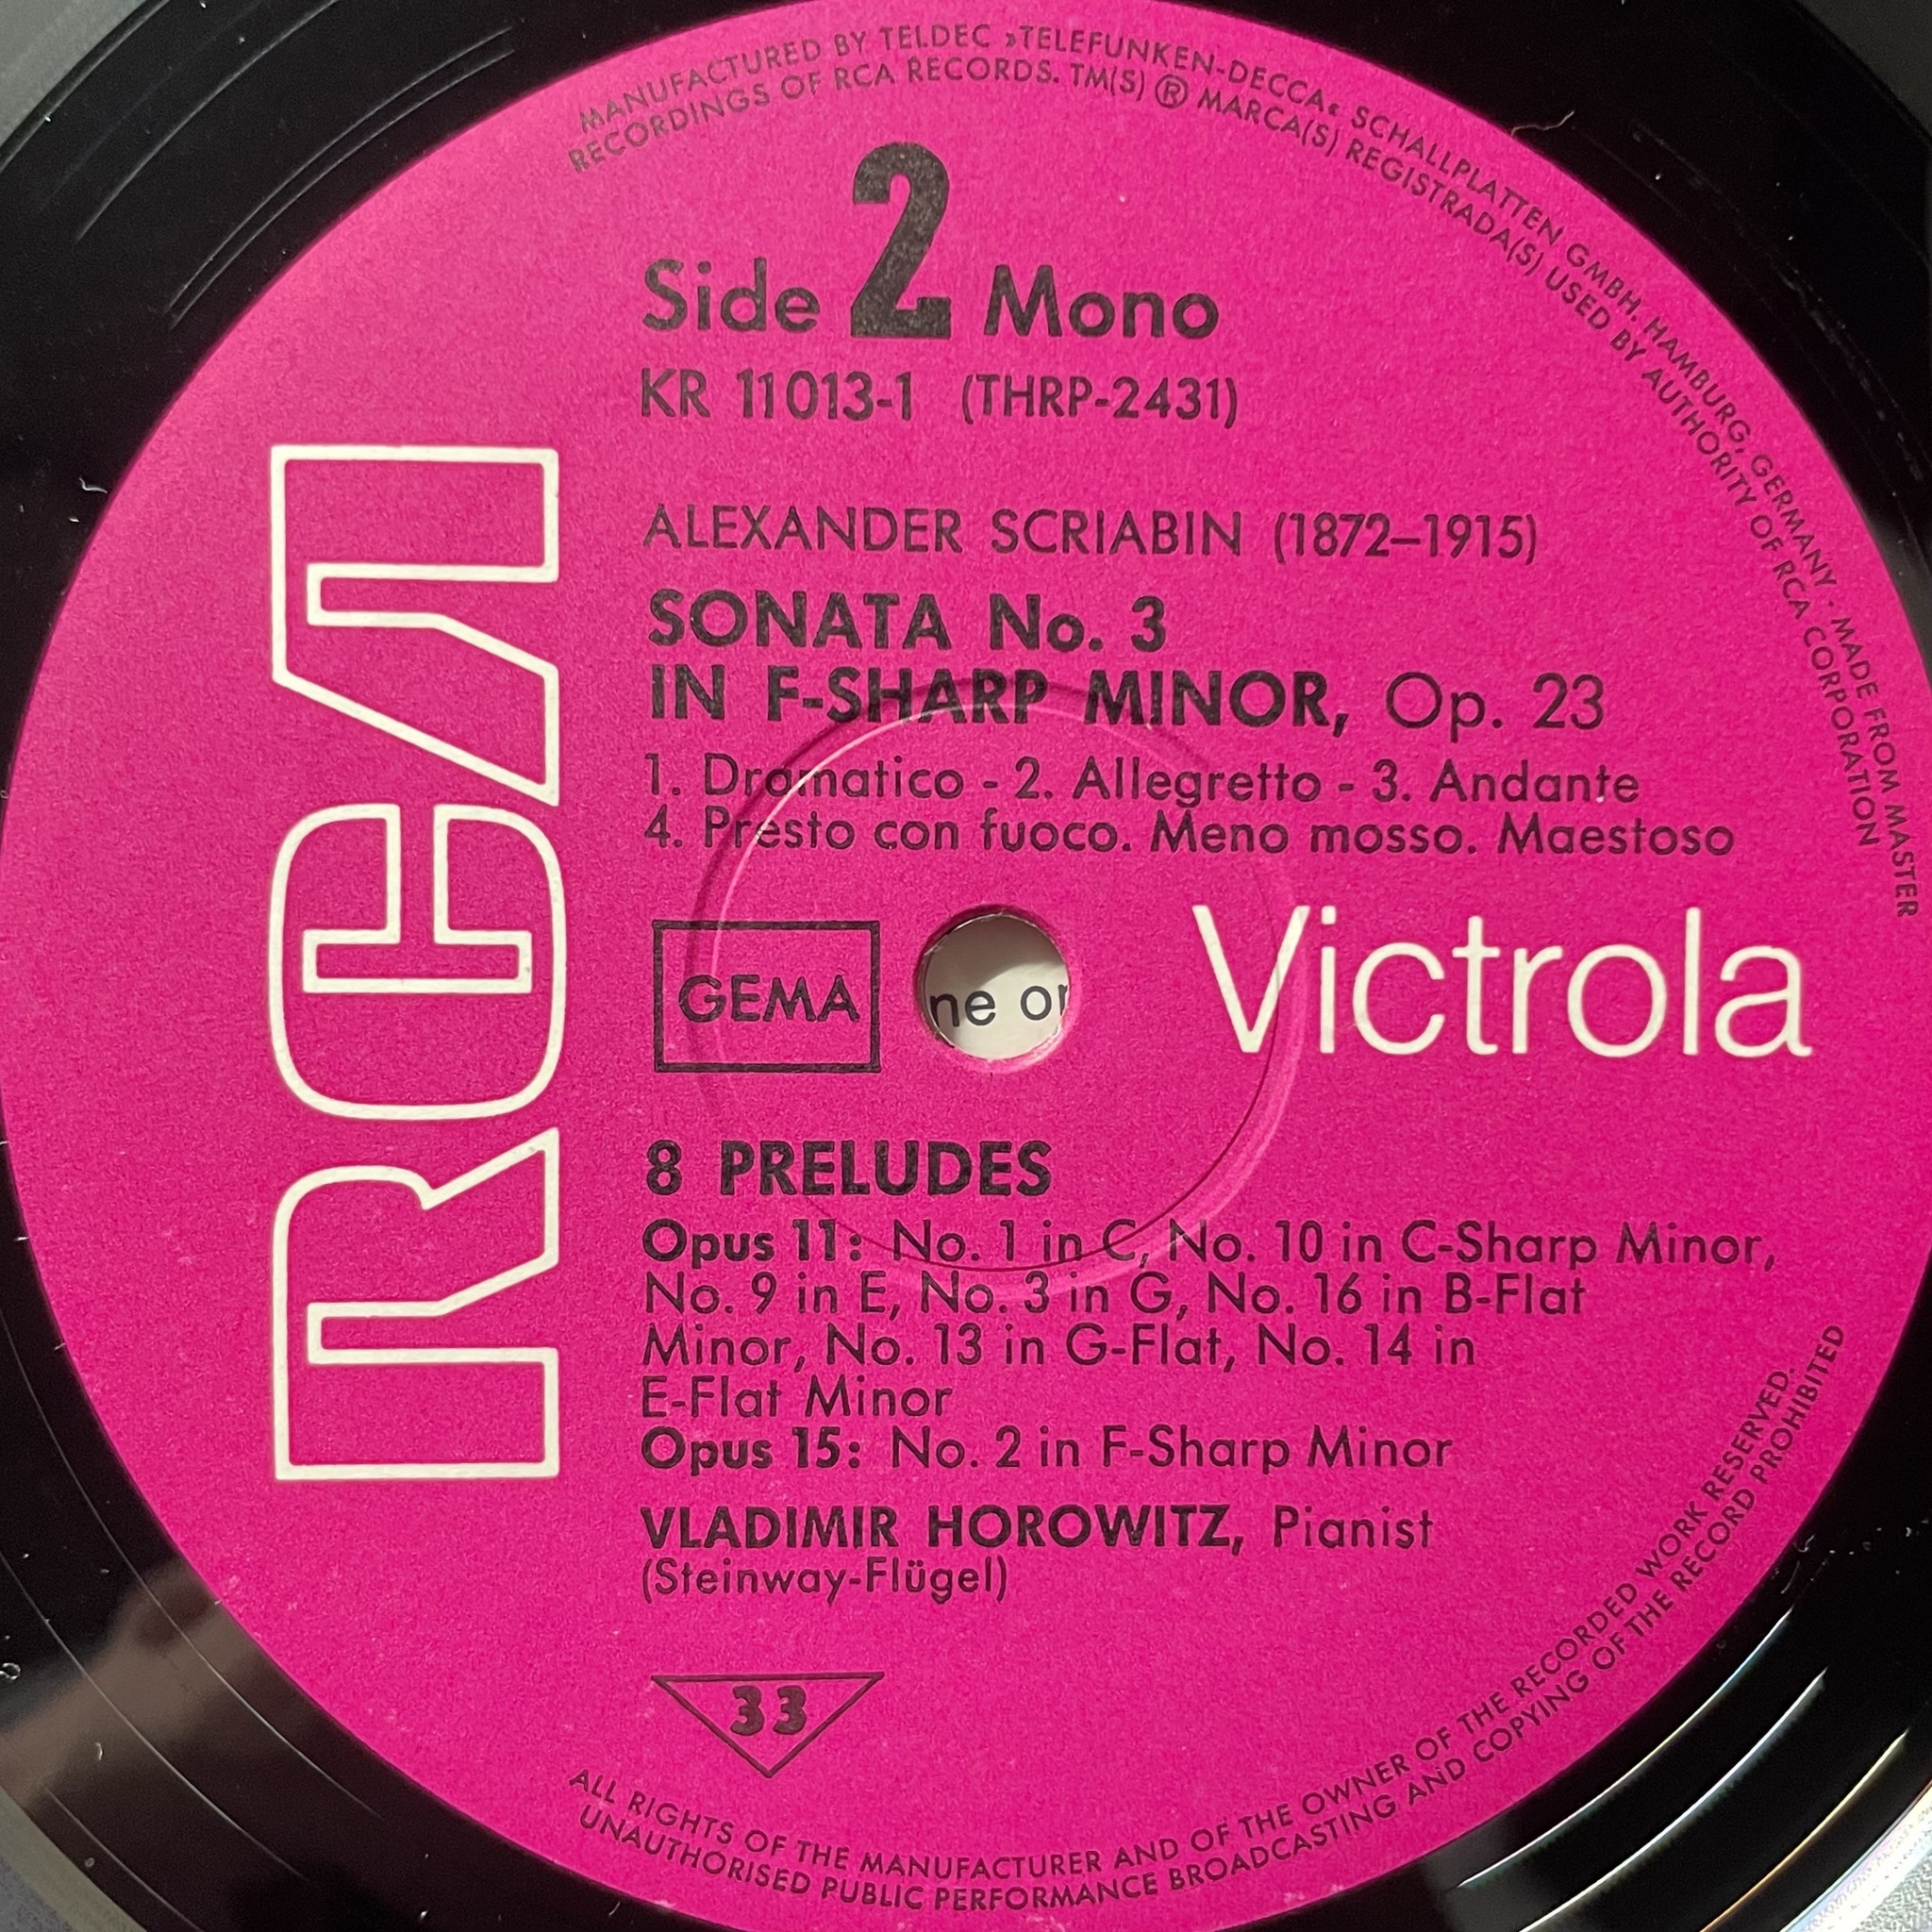 MANUFACTURED BY TELDEC »TELEFUNKEN-DECCA« SCHALLPLATTEN GMBH. HAMBURG, GERMANY · MADE FROM MASTER
RECORDINGS OF RCA RECORDS. TM(S) ® MARCA(S) REGISTRADA(S) USED BY AUTHORITY OF RCA CORPORATION
Side 2 Mono
KR 11013-1 (THRP-2431)
ALEXANDER SCRIABIN (1872–1915)
SONATA No. 3
IN F-SHARP MINOR, Op. 23
1. Dramatico - 2. Allegretto - 3. Andante
4. Presto con fuoco. Meno mosso. Maestoso
RCA
GEMA
ne or
Victrola
8 PRELUDES
Opus 11: No. 1 in C, No. 10 in C-Sharp Minor,
No. 9 in E, No. 3 in G, No. 16 in B-Flat
Minor, No. 13 in G-Flat, No. 14 in
E-Flat Minor
Opus 15: No. 2 in F-Sharp Minor
VLADIMIR HOROWITZ, Pianist
(Steinway-Flügel)
33
ALL RIGHTS OF THE MANUFACTURER AND OF THE OWNER OF THE RECORDED WORK RESERVED.
UNAUTHORISED PUBLIC PERFORMANCE BROADCASTING AND COPYING OF THE RECORD PROHIBITED